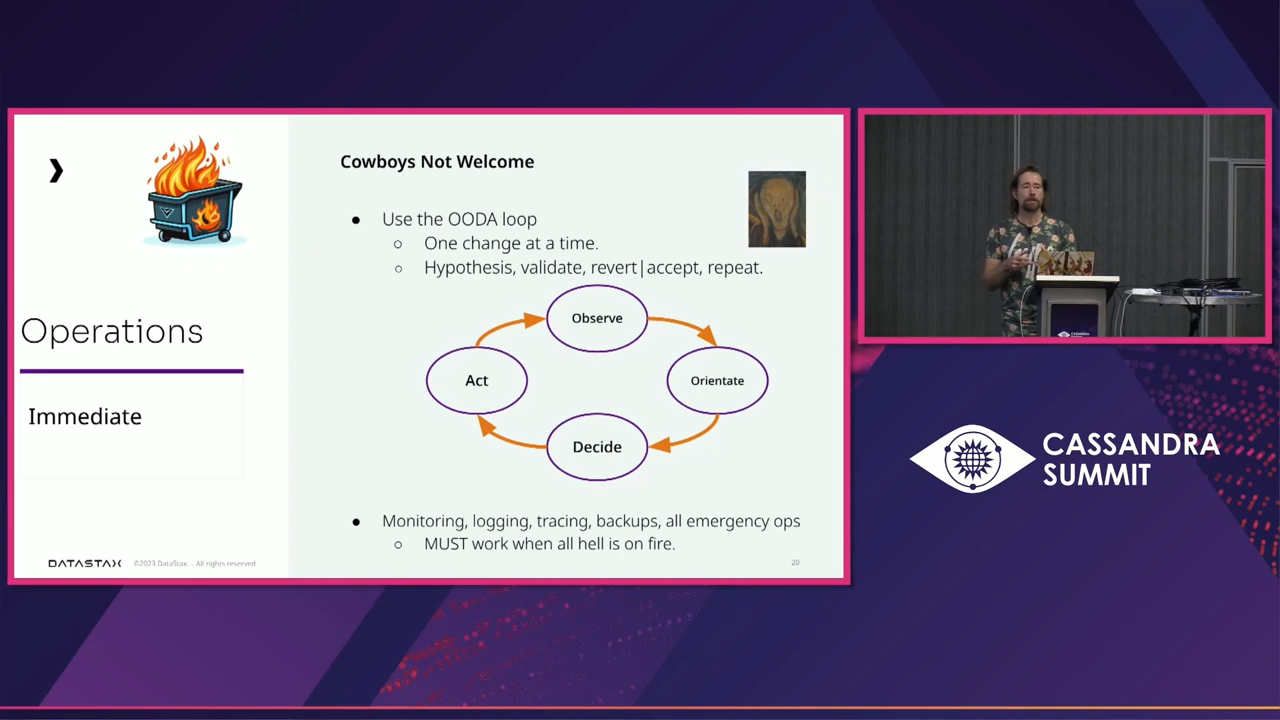 ❯
Operations
Immediate
DATASTAX ©2023 DataStax. - All rights reserved
Cowboys Not Welcome
● Use the OODA loop
○ One change at a time.
○ Hypothesis, validate, revert|accept, repeat.
Observe
Orientate
Decide
Act
● Monitoring, logging, tracing, backups, all emergency ops
○ MUST work when all hell is on fire.
20
CASSANDRA
SUMMIT